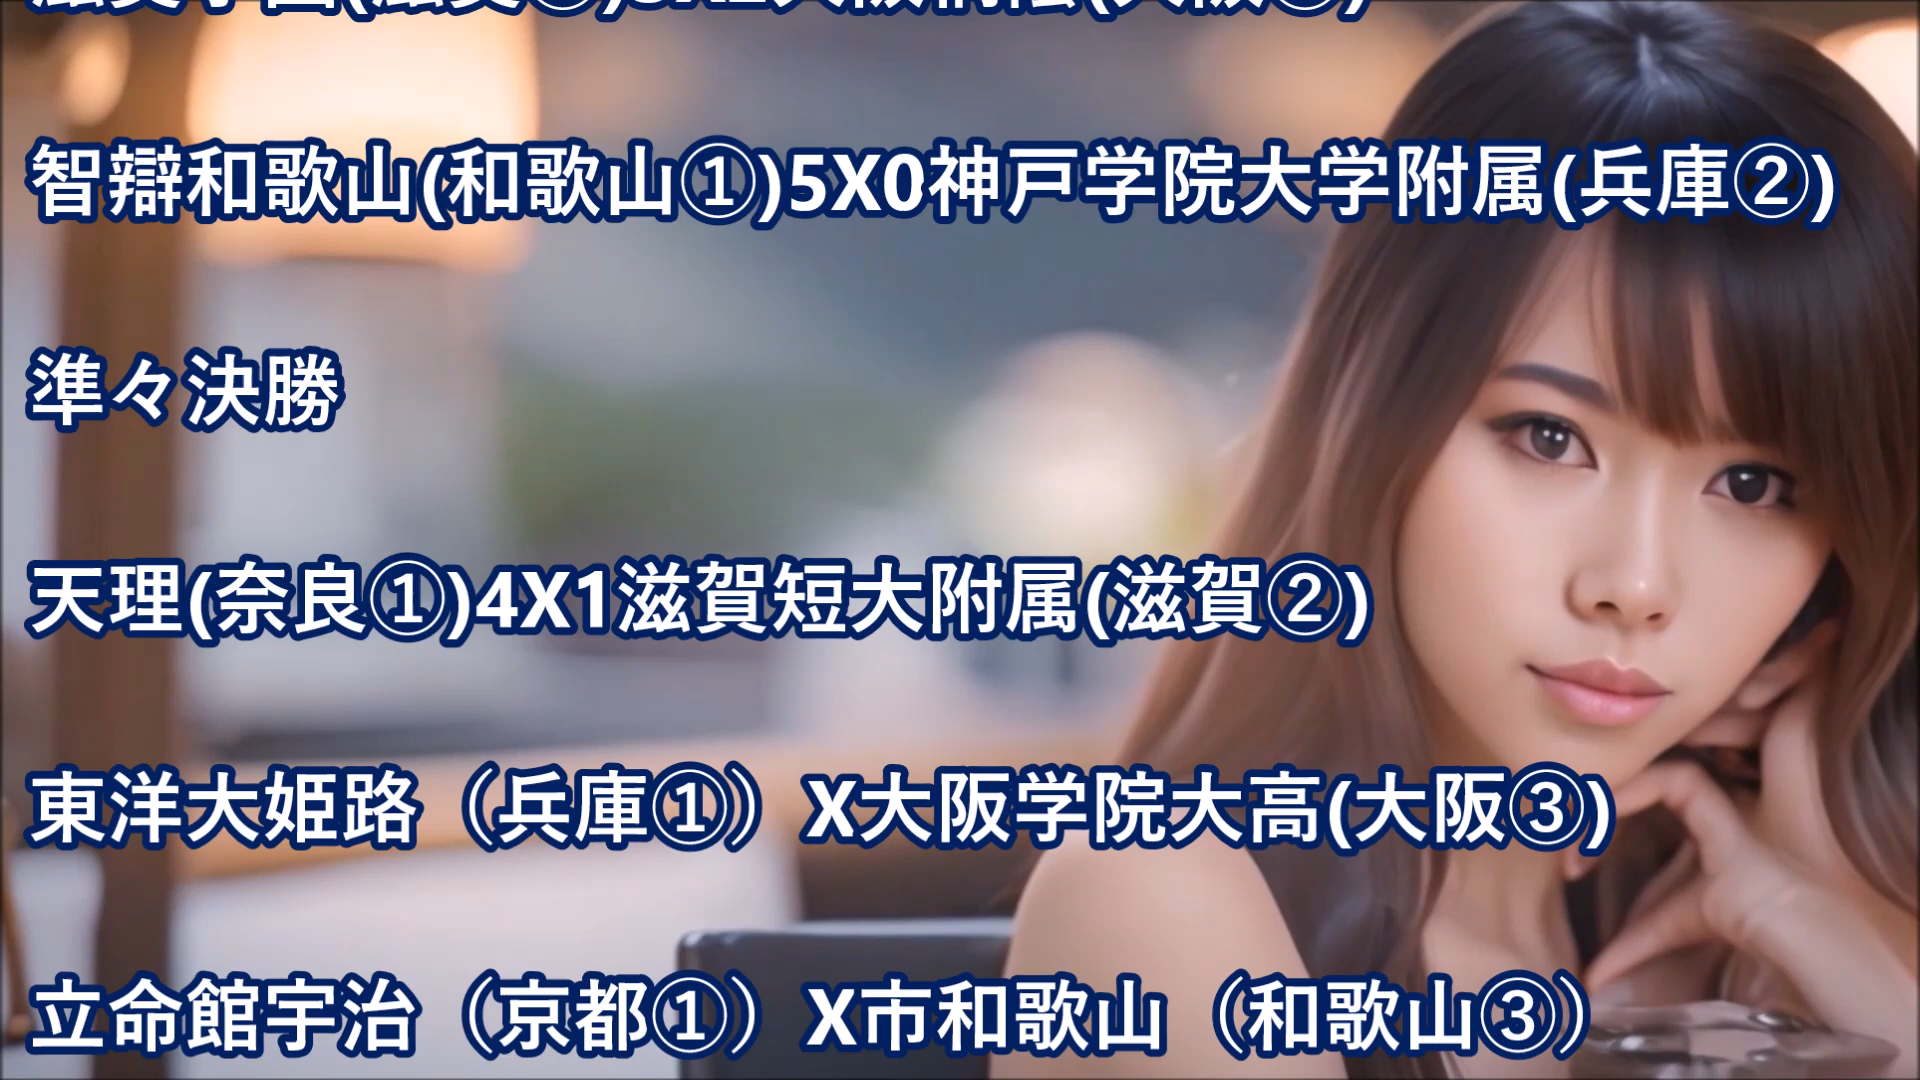 智辯和歌山(和歌山①)5X0神戸学院大学附属(兵庫②)
準々決勝
天理(奈良①)4X1滋賀短大附属(滋賀②)
東洋大姫路（兵庫①）X大阪学院大高(大阪③)
立命館宇治（京都①）X市和歌山（和歌山③）